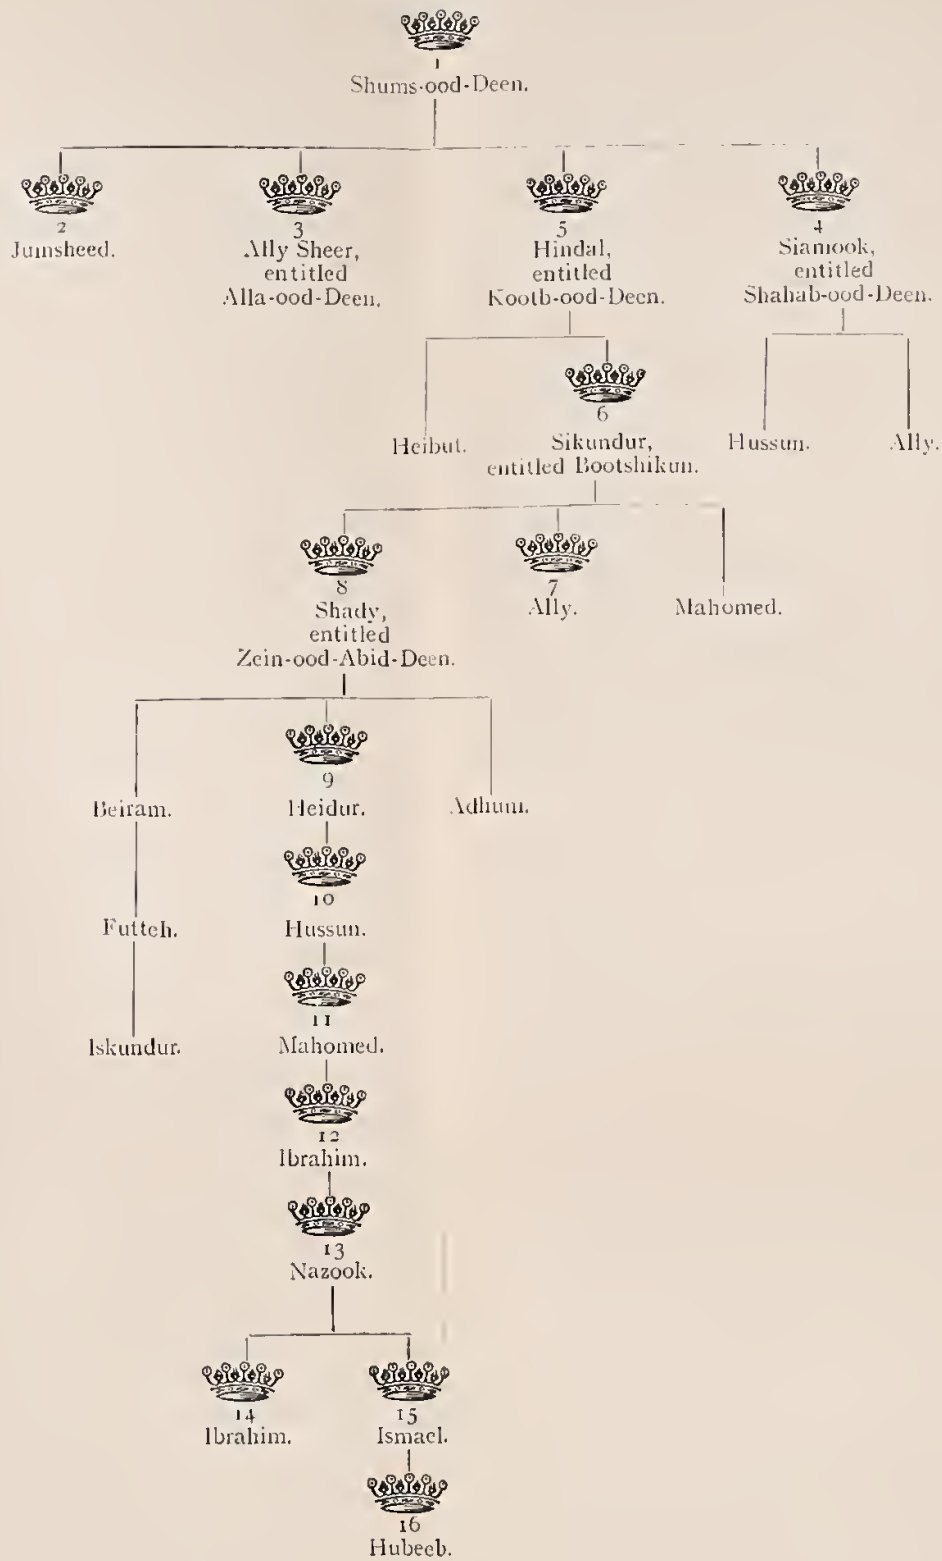 1
Shums-ood-Deen.
2
Jumsheed.
3
Ally Sheer,
entitled
Alla-ood-Deen.
5
Hindal,
entitled
Kootb-ood-Deen.
4
Siamook,
entitled
Shahab-ood-Deen.
Heibut.
6
Sikundur,
entitled Bootshikun.
Hussun.
Ally.
8
Shady,
entitled
Zein-ood-Abid-Deen.
7
Ally.
Mahomed.
Beiram.
9
Heidur.
Adhum.
Futteh.
10
Hussun.
Iskundur.
11
Mahomed.
12
Ibrahim.
13
Nazook.
14
Ibrahim.
15
Ismael.
16
Hubeeb.